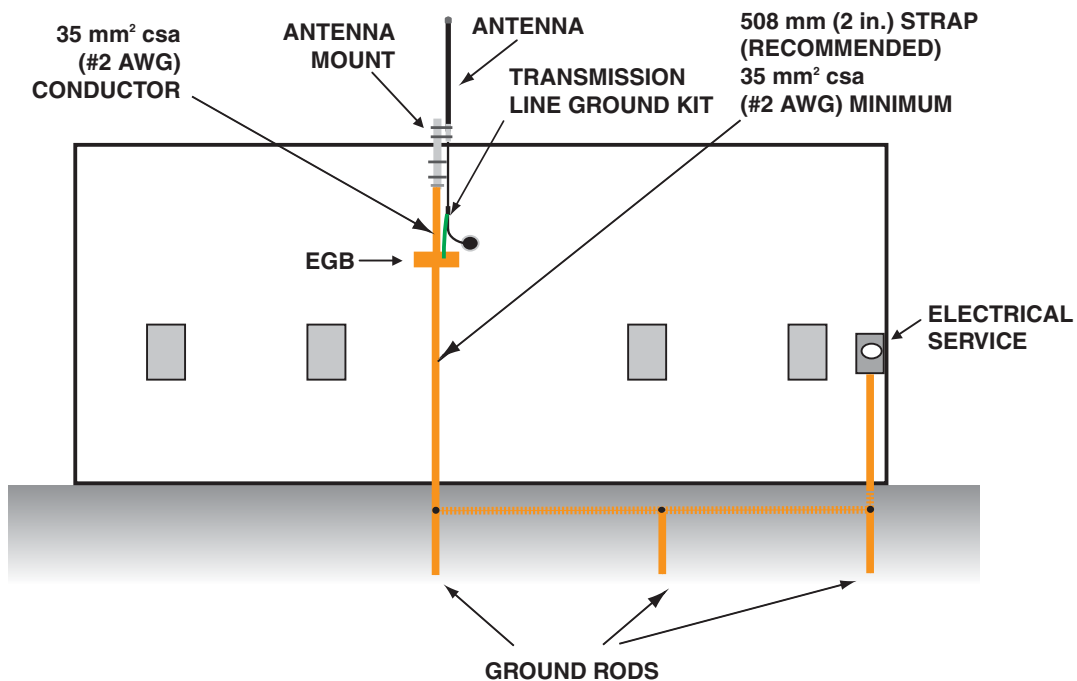 35 mm² csa
(#2 AWG)
CONDUCTOR
ANTENNA
MOUNT
ANTENNA
TRANSMISSION
LINE GROUND KIT
508 mm (2 in.) STRAP
(RECOMMENDED)
35 mm² csa
(#2 AWG) MINIMUM
EGB
ELECTRICAL
SERVICE
GROUND RODS